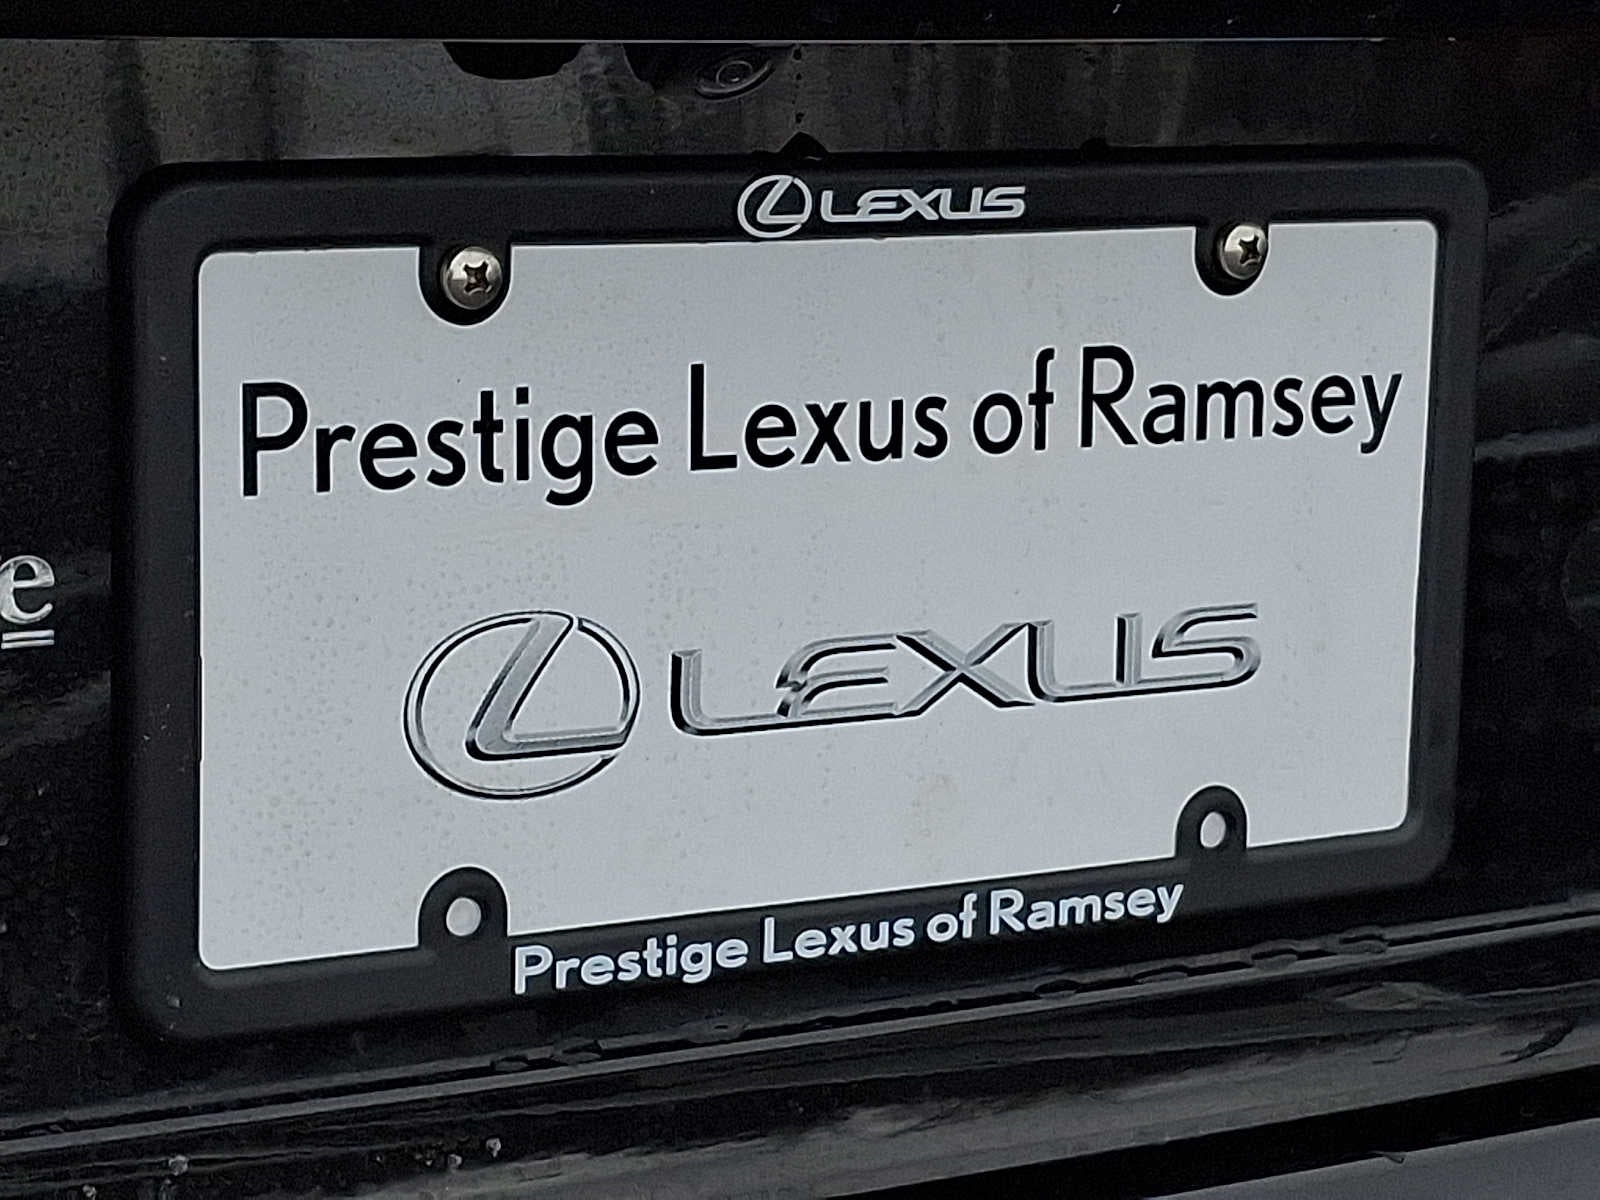 LEXUS
Prestige Lexus of Ramsey
LEXUS
Prestige Lexus of Ramsey
e